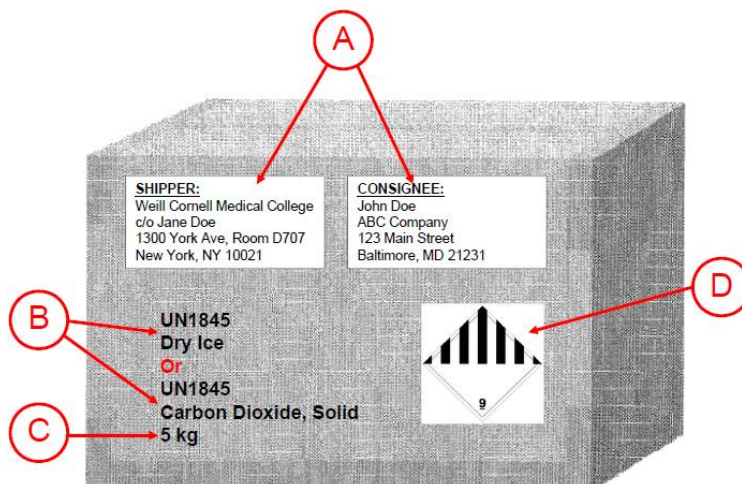 A
SHIPPER:
Weill Cornell Medical College
c/o Jane Doe
1300 York Ave, Room D707
New York, NY 10021
CONSIGNEE:
John Doe
ABC Company
123 Main Street
Baltimore, MD 21231
D
B
UN1845
Dry Ice
Or
UN1845
Carbon Dioxide, Solid
C
5 kg
9